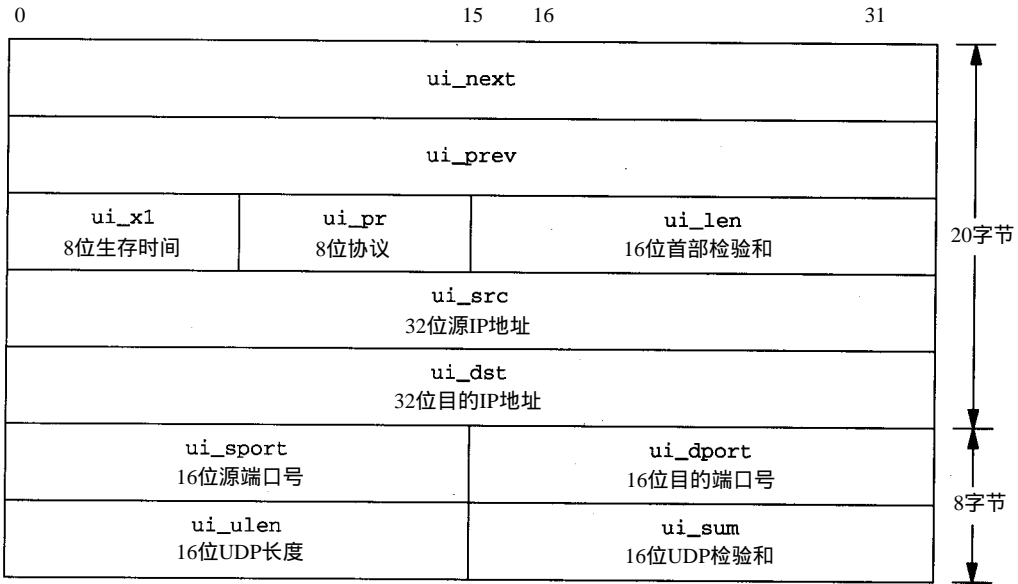 0 15 16 31
ui_next
ui_prev
ui_x1 ui_pr ui_len
8位生存时间 8位协议 16位首部检验和
20字节
ui_src
32位源IP地址
ui_dst
32位目的IP地址
ui_sport ui_dport
16位源端口号 16位目的端口号
8字节
ui_ulen ui_sum
16位UDP长度 16位UDP检验和